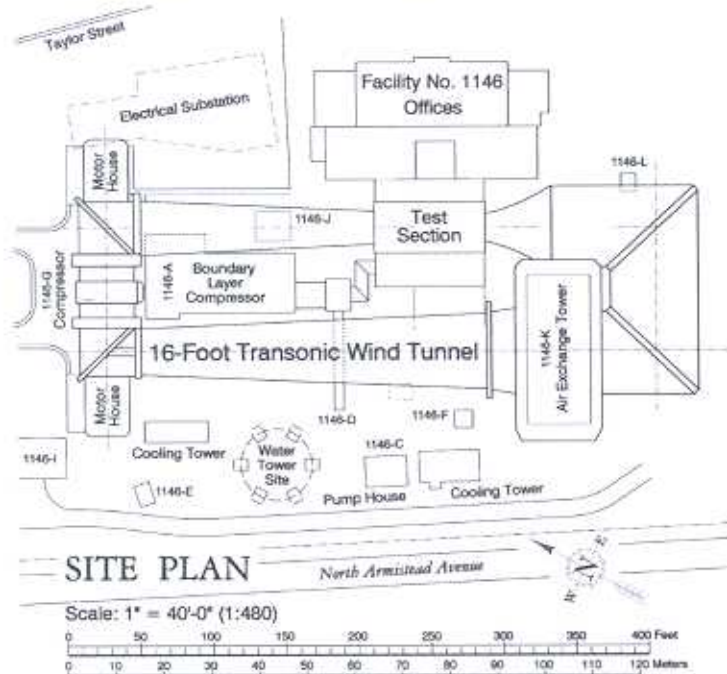 Taylor Street
Electrical Substation
Facility No. 1146
Offices
Motor
House
1146-L
1146-J
Test
Section
1146-G
Compressor
1146-A
Boundary
Layer
Compressor
1146-K
Air Exchange Tower
16-Foot Transonic Wind Tunnel
Motor
House
1146-D
1146-F
1146-I
Cooling Tower
Water
Tower
Site
1146-C
1146-E
Pump House
Cooling Tower
SITE PLAN
North Armistead Avenue
N
E
W
Scale: 1" = 40'-0" (1:480)
0 50 100 150 200 250 300 350 400 Feet
0 10 20 30 40 50 60 70 80 90 100 110 120 Meters